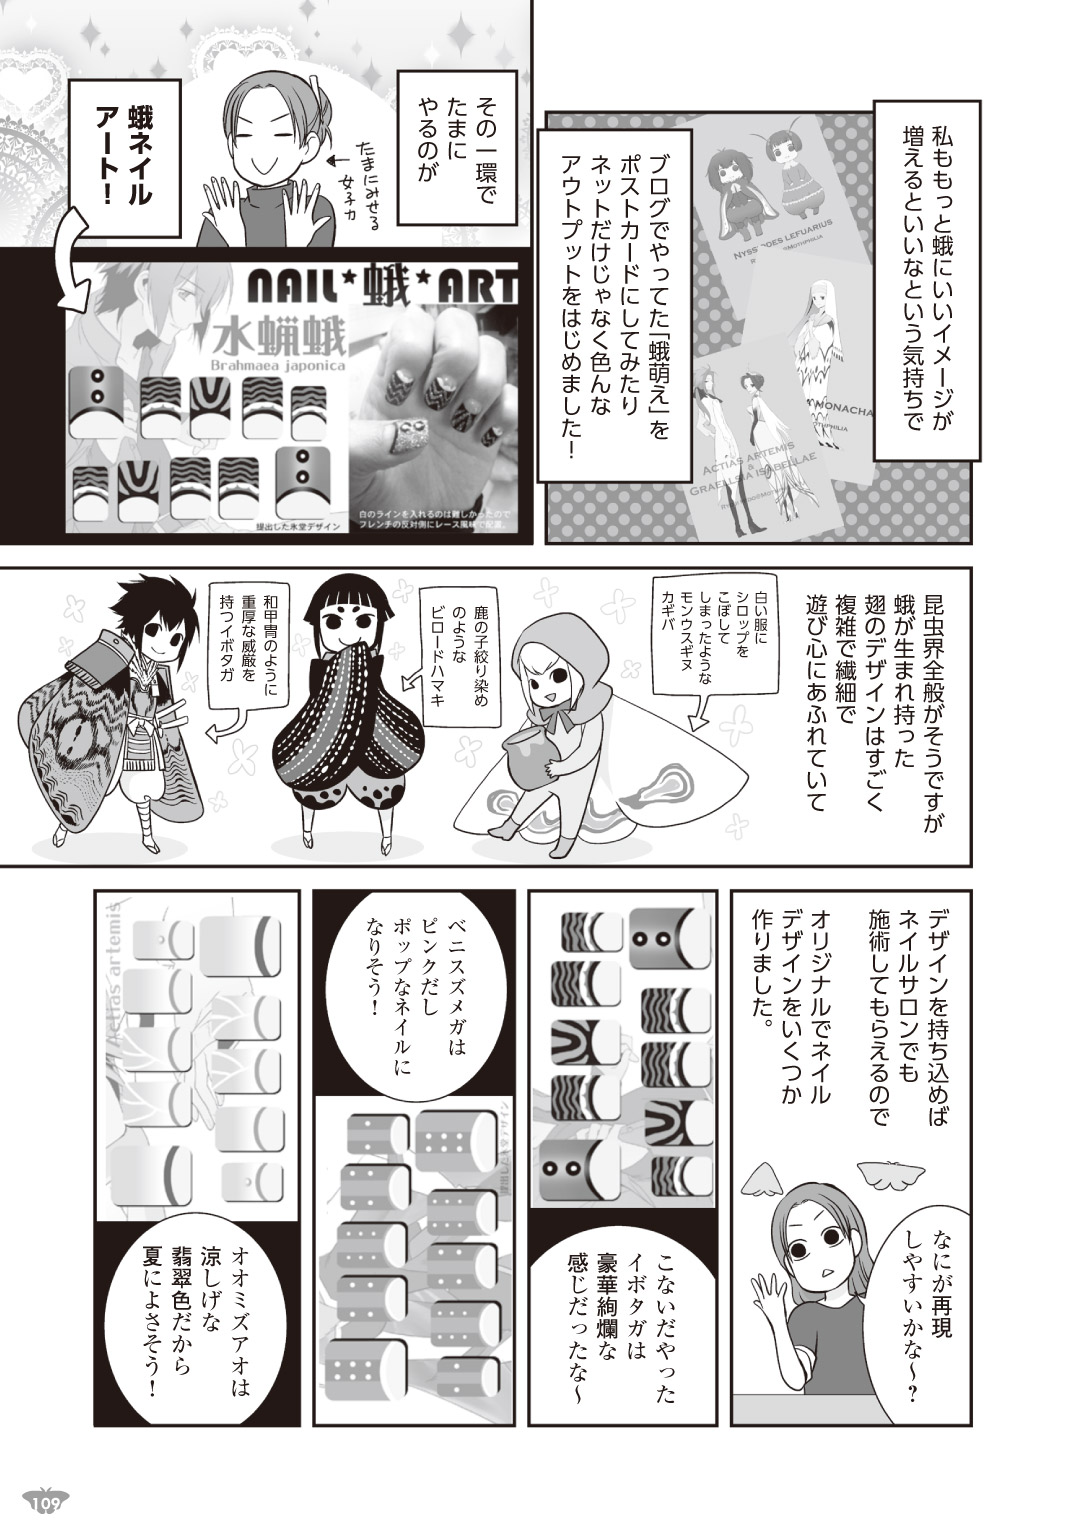 私ももっと蛾にいいイメージが
増えるといいなという気持ちで
ブログでやってた「蛾萌え」を
ポストカードにしてみたり
ネットだけじゃなく色んな
アウトプットをはじめました！
LEFUARIUS
MONACHA
ACTIAS ARTEMIS
&
GRAELLSIA ISABELLAE
その一環で
たまに
やるのが
たまにみせる
女子力
蛾ネイル
アート！
NAIL★蛾★ART
水蝋蛾
Brahmaea japonica
提出した氷堂デザイン
白のラインを入れるのは難しかったので
フレンチの反対側にレース風味で配置。
昆虫界全般がそうですが
蛾が生まれ持った
翅のデザインはすごく
複雑で繊細で
遊び心にあふれていて
白い服に
シロップを
こぼして
しまったような
モンウスギヌ
カギバ
鹿の子絞り染め
のような
ビロードハマキ
和甲冑のように
重厚な威厳を
持つイボタガ
デザインを持ち込めば
ネイルサロンでも
施術してもらえるので
オリジナルでネイル
デザインをいくつか
作りました。
なにが再現
しやすいかな〜？
こないだやった
イボタガは
豪華絢爛な
感じだったな〜
ベニスズメガは
ピンクだし
ポップなネイルに
なりそう！
Actias artemis
オオミズアオは
涼しげな
翡翠色だから
夏によさそう！
109